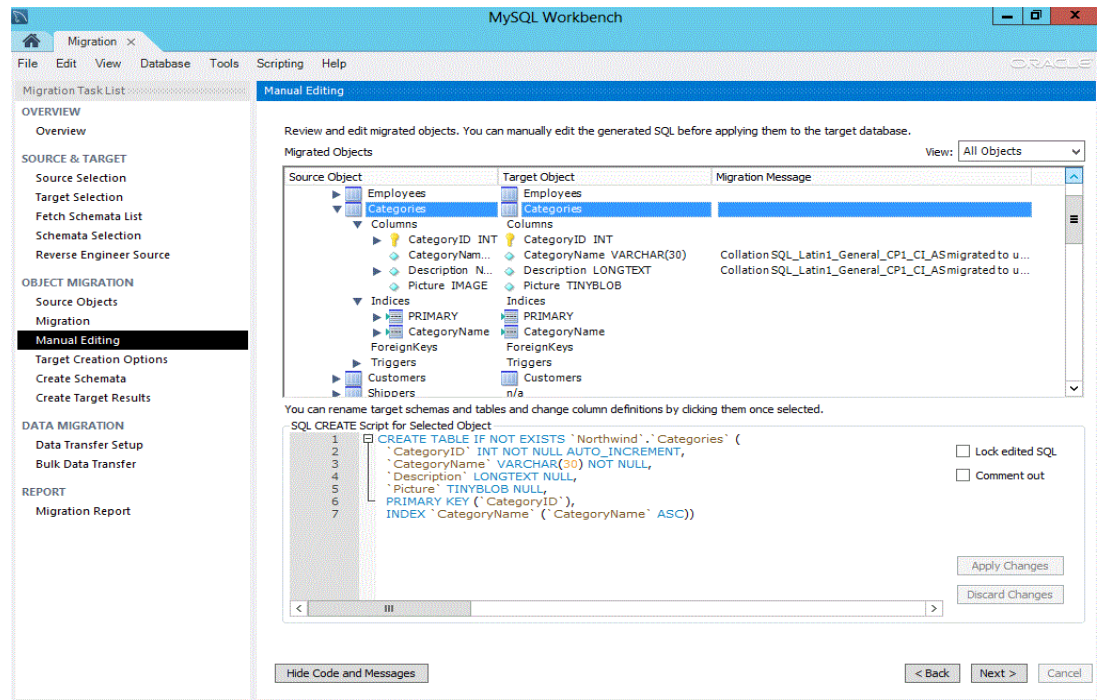 MySQL Workbench
Migration
File Edit View Database Tools Scripting Help
ORACLE
Migration Task List
OVERVIEW
Overview
SOURCE & TARGET
Source Selection
Target Selection
Fetch Schemata List
Schemata Selection
Reverse Engineer Source
OBJECT MIGRATION
Source Objects
Migration
Manual Editing
Target Creation Options
Create Schemata
Create Target Results
DATA MIGRATION
Data Transfer Setup
Bulk Data Transfer
REPORT
Migration Report
Manual Editing
Review and edit migrated objects. You can manually edit the generated SQL before applying them to the target database.
Migrated Objects View: All Objects
Source Object Target Object Migration Message
Employees Employees
Categories Categories
Columns Columns
CategoryID INT CategoryID INT
CategoryNam... CategoryName VARCHAR(30) Collation SQL_Latin1_General_CP1_CI_AS migrated to u...
Description N... Description LONGTEXT Collation SQL_Latin1_General_CP1_CI_AS migrated to u...
Picture IMAGE Picture TINYBLOB
Indices Indices
PRIMARY PRIMARY
CategoryName CategoryName
ForeignKeys ForeignKeys
Triggers Triggers
Customers Customers
Shippers n/a
You can rename target schemas and tables and change column definitions by clicking them once selected.
SQL CREATE Script for Selected Object
1 CREATE TABLE IF NOT EXISTS `Northwind`.`Categories` (
2 `CategoryID` INT NOT NULL AUTO_INCREMENT,
3 `CategoryName` VARCHAR(30) NOT NULL,
4 `Description` LONGTEXT NULL,
5 `Picture` TINYBLOB NULL,
6 PRIMARY KEY (`CategoryID`),
7 INDEX `CategoryName` (`CategoryName` ASC))
Lock edited SQL
Comment out
Apply Changes
Discard Changes
Hide Code and Messages < Back Next > Cancel